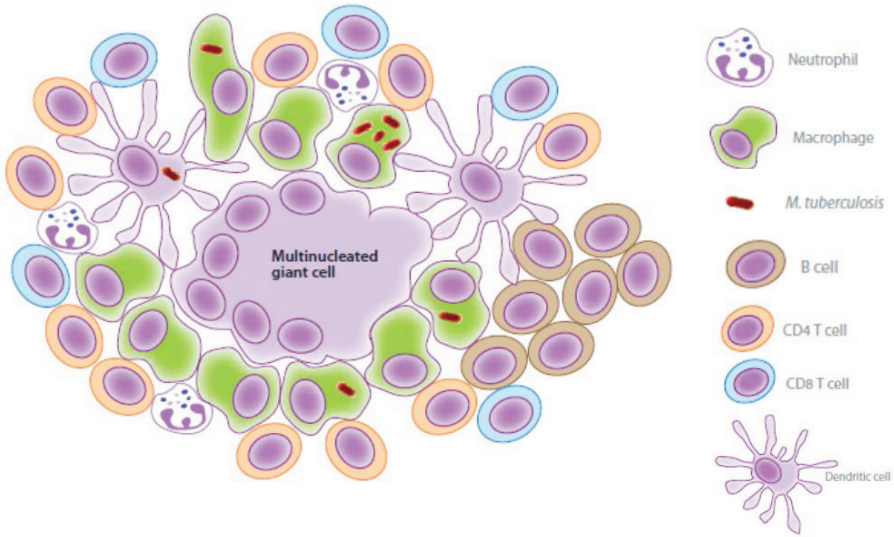 Neutrophil
Macrophage
M. tuberculosis
Multinucleated
giant cell
B cell
CD4 T cell
CD8 T cell
Dendritic cell